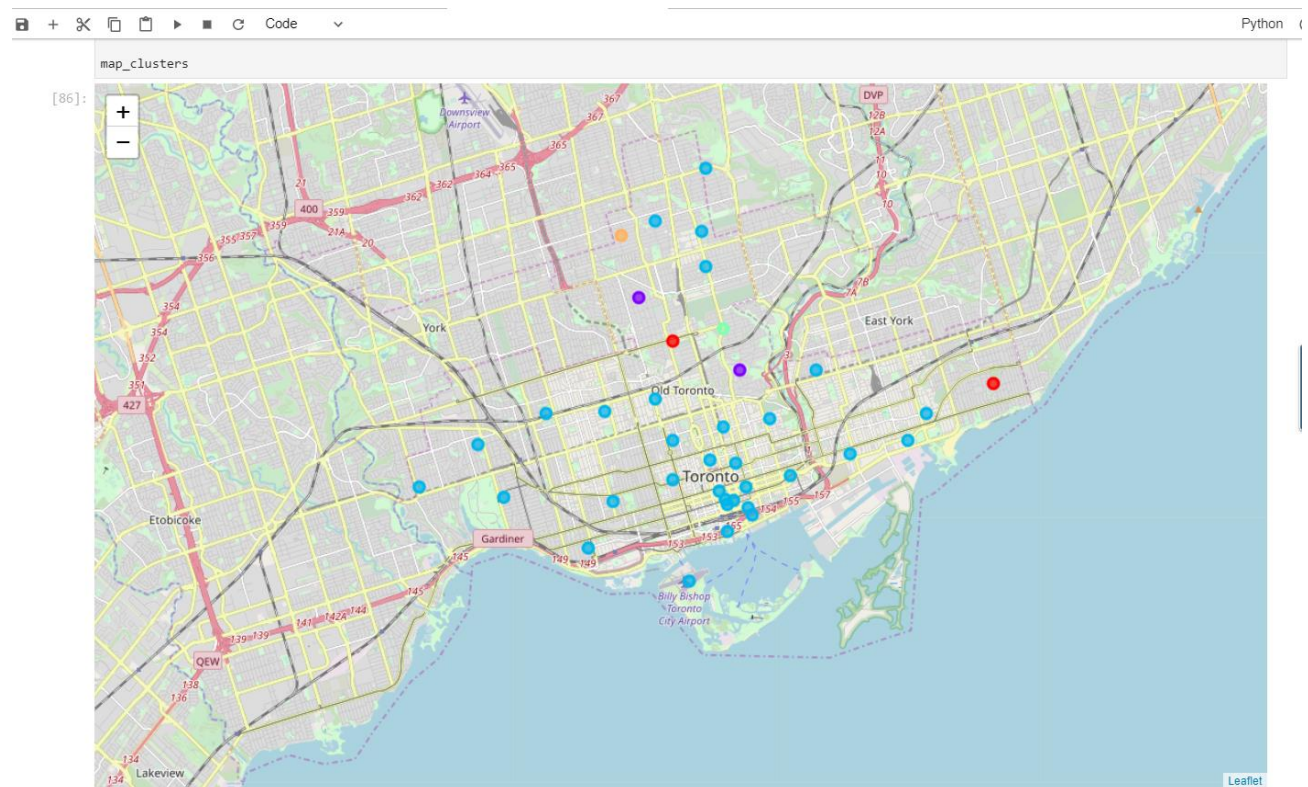 Code
Python
map_clusters
[86]:
+
−
Downsview
Airport
367
367
DVP
12B
12A
365
365
364
362
362
11
10
10
21
400
359
359
357
355
356
21A
20
7B
7A
354
354
York
East York
3
352
351
427
Old Toronto
Toronto
157
155
154
155
Etobicoke
Gardiner
153
153
149
149
145
145
144
142A
141
139
139
Billy Bishop
Toronto
City Airport
QEW
138
136
134
134
Lakeview
Leaflet